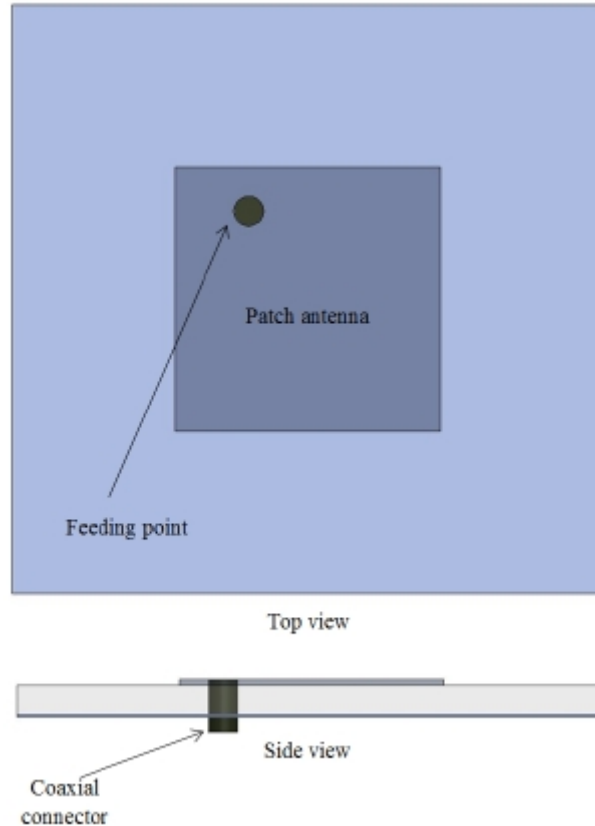 Patch antenna
Feeding point
Top view
Side view
Coaxial
connector